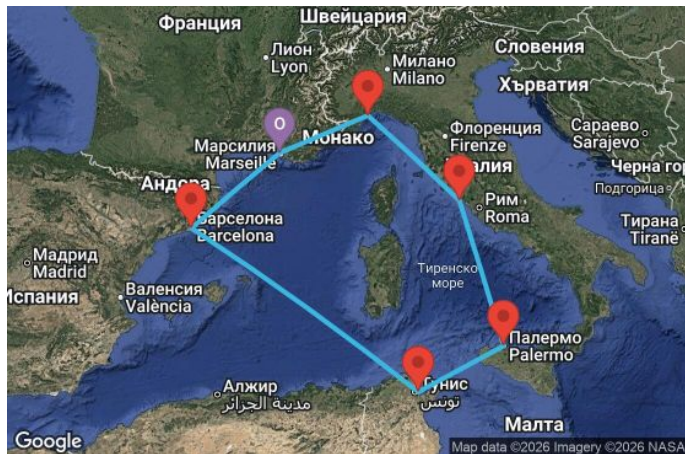 Франция
Швейцария
Лион
Lyon
Милано
Milano
Словения
Хърватия
O
Марсилия
Marseille
Монако
Флоренция
Firenze
Сараево
Sarajevo
Черна гор
Подгорица
Андора
Рим
Roma
Тирана
Tiranë
Барселона
Barcelona
Мадрид
Madrid
Валенсия
València
Испания
Тиренско
море
Палермо
Palermo
Алжир
مدينة الجزائر
Тунис
تونس
Малта
Google
Map data ©2026 Imagery ©2026 NASA